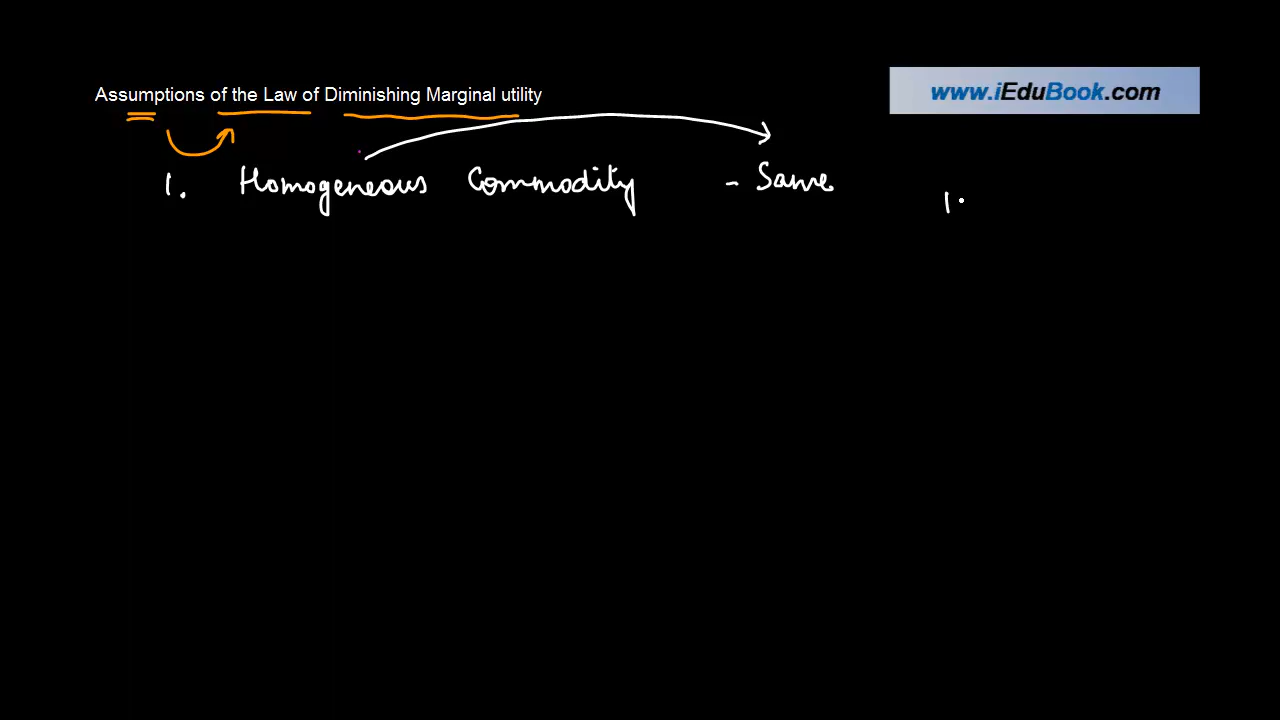 www.iEduBook.com
Assumptions of the Law of Diminishing Marginal utility
1. Homogeneous Commodity - Same
1.